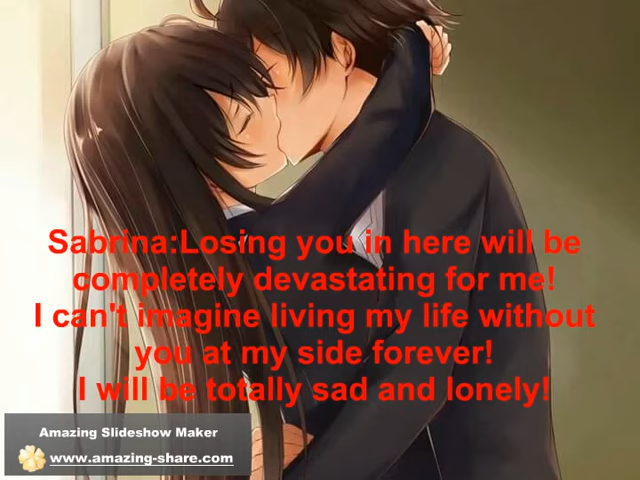 Sabrina:Losing you in here will be
completely devastating for me!
I can't imagine living my life without
you at my side forever!
I will be totally sad and lonely!
Amazing Slideshow Maker
www.amazing-share.com